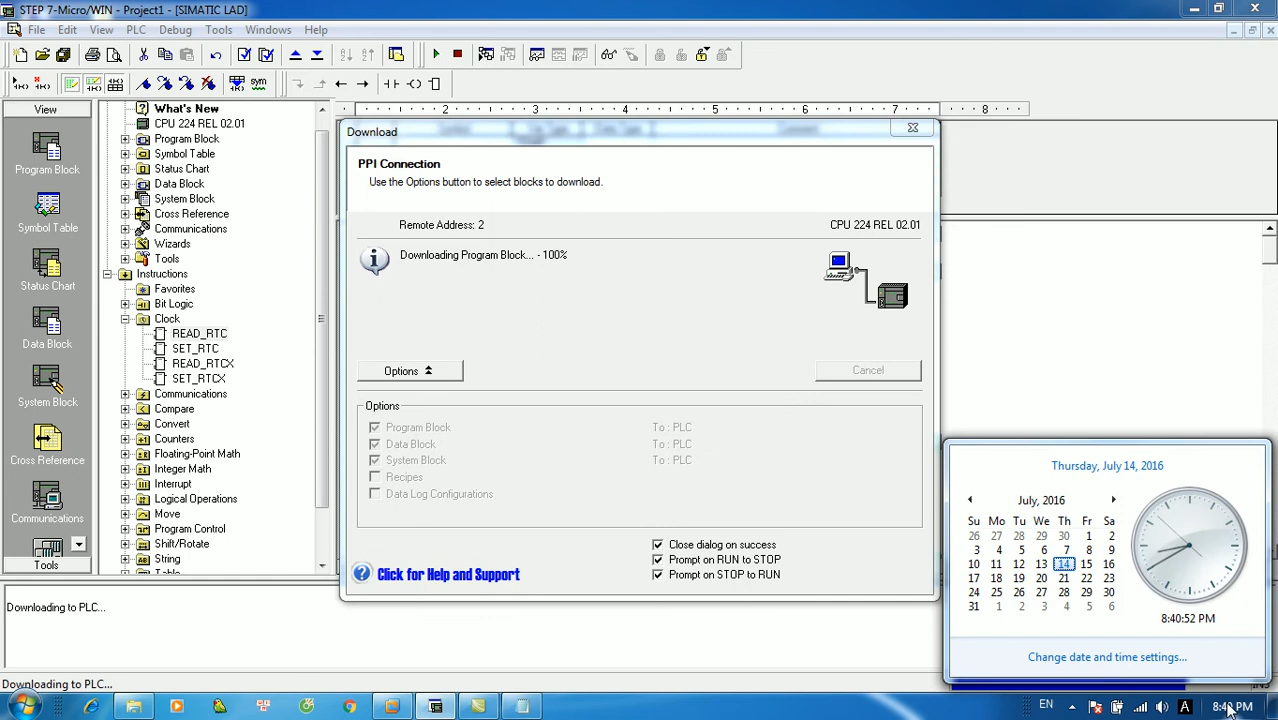 STEP 7-Micro/WIN - Project1 - [SIMATIC LAD]
File Edit View PLC Debug Tools Windows Help
2 3 4 5 6 7 8
View
Program Block
Symbol Table
Status Chart
Data Block
System Block
Cross Reference
Communications
Tools
What's New
CPU 224 REL 02.01
Program Block
Symbol Table
Status Chart
Data Block
System Block
Cross Reference
Communications
Wizards
Tools
Instructions
Favorites
Bit Logic
Clock
READ_RTC
SET_RTC
READ_RTCX
SET_RTCX
Communications
Compare
Convert
Counters
Floating-Point Math
Integer Math
Interrupt
Logical Operations
Move
Program Control
Shift/Rotate
String
Download
PPI Connection
Use the Options button to select blocks to download.
Remote Address: 2 CPU 224 REL 02.01
Downloading Program Block... - 100%
Options Cancel
Options
Program Block To : PLC
Data Block To : PLC
System Block To : PLC
Recipes
Data Log Configurations
Close dialog on success
Prompt on RUN to STOP
Prompt on STOP to RUN
Click for Help and Support
Downloading to PLC...
Thursday, July 14, 2016
July, 2016
Su Mo Tu We Th Fr Sa
26 27 28 29 30 1 2
3 4 5 6 7 8 9
10 11 12 13 14 15 16
17 18 19 20 21 22 23
24 25 26 27 28 29 30
31 1 2 3 4 5 6
8:40:52 PM
Change date and time settings...
Downloading to PLC...
EN A PM